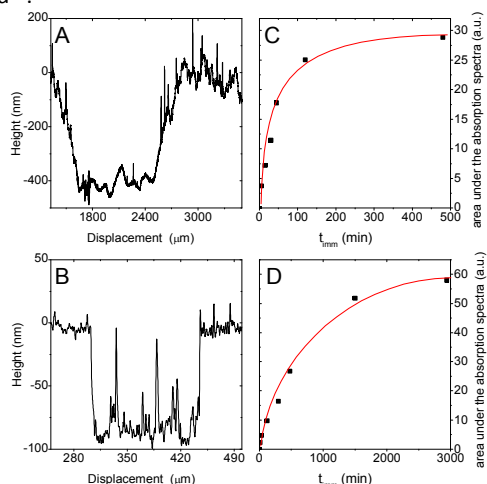 A
200
0
-200
-400
Height (nm)
1800 2400 3000
Displacement (μm)
C
30
25
20
15
10
5
0
area under the absorption spectra (a.u.)
0 100 200 300 400 500
t_imm (min)
B
50
0
-50
-100
Height (nm)
280 350 420 490
Displacement (μm)
D
60
50
40
30
20
10
0
area under the absorption spectra (a.u.)
0 1000 2000 3000
(min)